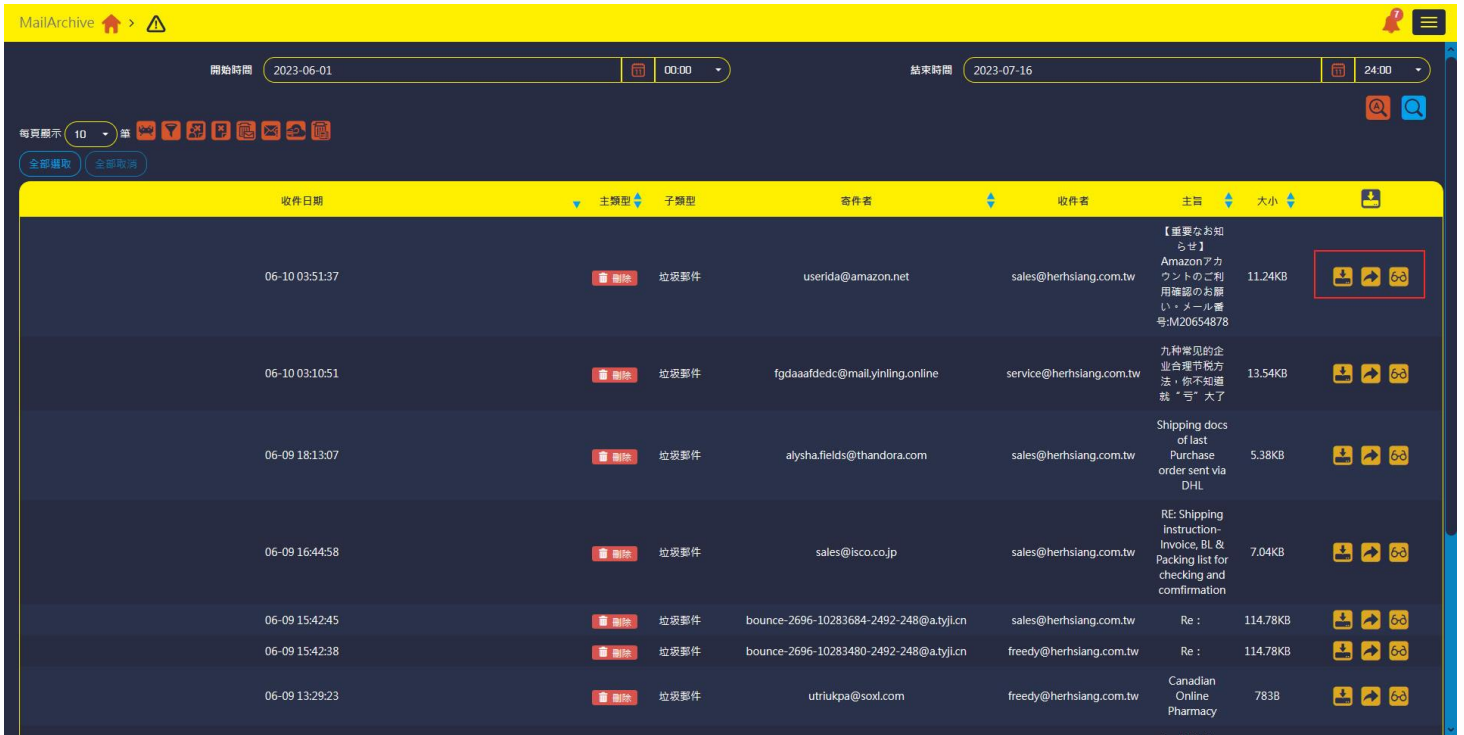 MailArchive
7
開始時間 2023-06-01 11 00:00
結束時間 2023-07-16 11 24:00
每頁顯示 10 筆
全部選取 全部取消
收件日期 主類型 子類型 寄件者 收件者 主旨 大小
06-10 03:51:37 刪除 垃圾郵件 userida@amazon.net sales@herhsiang.com.tw
【重要なお知
らせ】
Amazonアカ
ウントのご利
用確認のお願
い。メール番
号:M20654878
11.24KB
06-10 03:10:51 刪除 垃圾郵件 fgdaaafdedc@mail.yinling.online service@herhsiang.com.tw
九种常见的企
业合理节税方
法,你不知道
就“亏”大了
13.54KB
06-09 18:13:07 刪除 垃圾郵件 alysha.fields@thandora.com sales@herhsiang.com.tw
Shipping docs
of last
Purchase
order sent via
DHL
5.38KB
06-09 16:44:58 刪除 垃圾郵件 sales@isco.co.jp sales@herhsiang.com.tw
RE: Shipping
instruction-
Invoice, BL &
Packing list for
checking and
comfirmation
7.04KB
06-09 15:42:45 刪除 垃圾郵件 bounce-2696-10283684-2492-248@a.tyji.cn sales@herhsiang.com.tw Re : 114.78KB
06-09 15:42:38 刪除 垃圾郵件 bounce-2696-10283480-2492-248@a.tyji.cn freedy@herhsiang.com.tw Re : 114.78KB
06-09 13:29:23 刪除 垃圾郵件 utriukpa@soxl.com freedy@herhsiang.com.tw
Canadian
Online
Pharmacy
783B